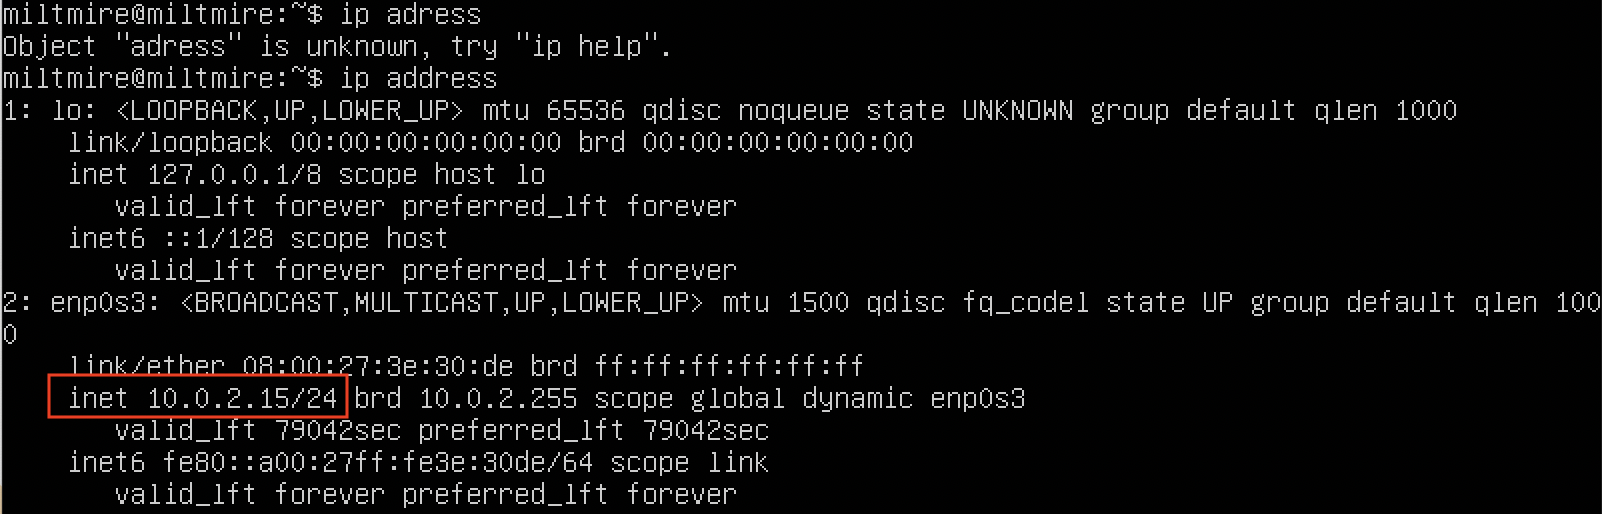 miltmire@miltmire:~$ ip adress
Object "adress" is unknown, try "ip help".
miltmire@miltmire:~$ ip address
1: lo: <LOOPBACK,UP,LOWER_UP> mtu 65536 qdisc noqueue state UNKNOWN group default qlen 1000
    link/loopback 00:00:00:00:00:00 brd 00:00:00:00:00:00
    inet 127.0.0.1/8 scope host lo
       valid_lft forever preferred_lft forever
    inet6 ::1/128 scope host
       valid_lft forever preferred_lft forever
2: enp0s3: <BROADCAST,MULTICAST,UP,LOWER_UP> mtu 1500 qdisc fq_codel state UP group default qlen 100
0
    link/ether 08:00:27:3e:30:de brd ff:ff:ff:ff:ff:ff
    inet 10.0.2.15/24 brd 10.0.2.255 scope global dynamic enp0s3
       valid_lft 79042sec preferred_lft 79042sec
    inet6 fe80::a00:27ff:fe3e:30de/64 scope link
       valid_lft forever preferred_lft forever